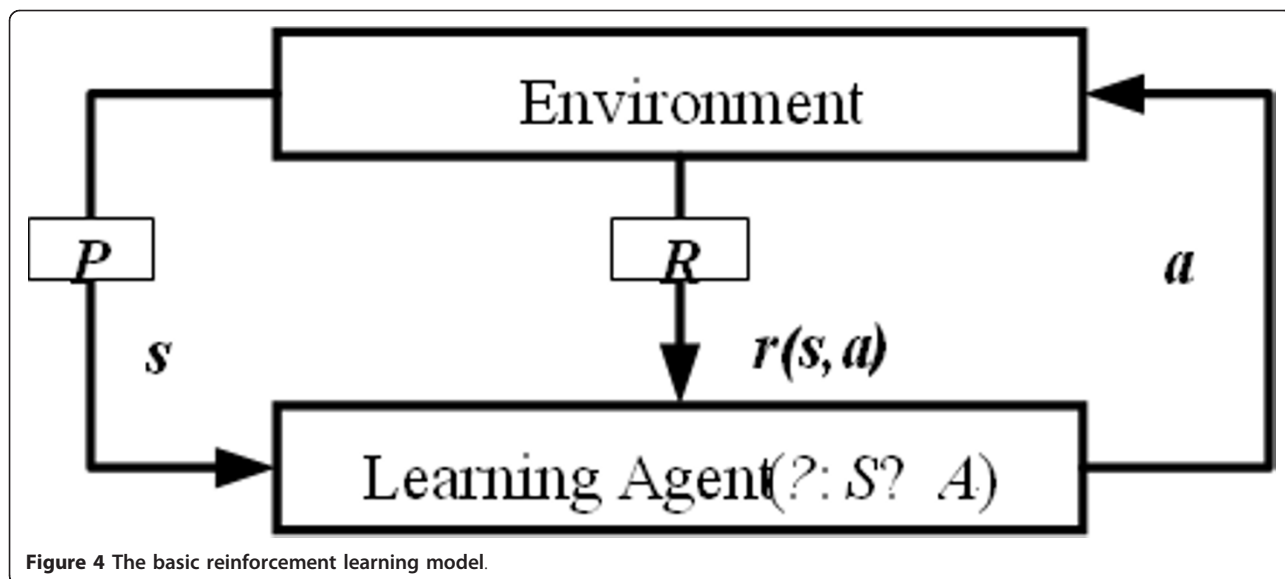 Environment
P
R
a
s
r(s, a)
Learning Agent(?: S? A)
Figure 4 The basic reinforcement learning model.